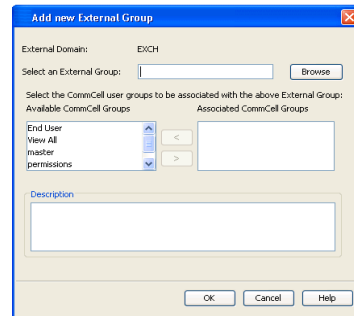 Add new External Group
External Domain: EXCH
Select an External Group: Browse
Select the CommCell user groups to be associated with the above External Group:
Available CommCell Groups Associated CommCell Groups
End User
View All
master
permissions
<
>
Description
OK Cancel Help